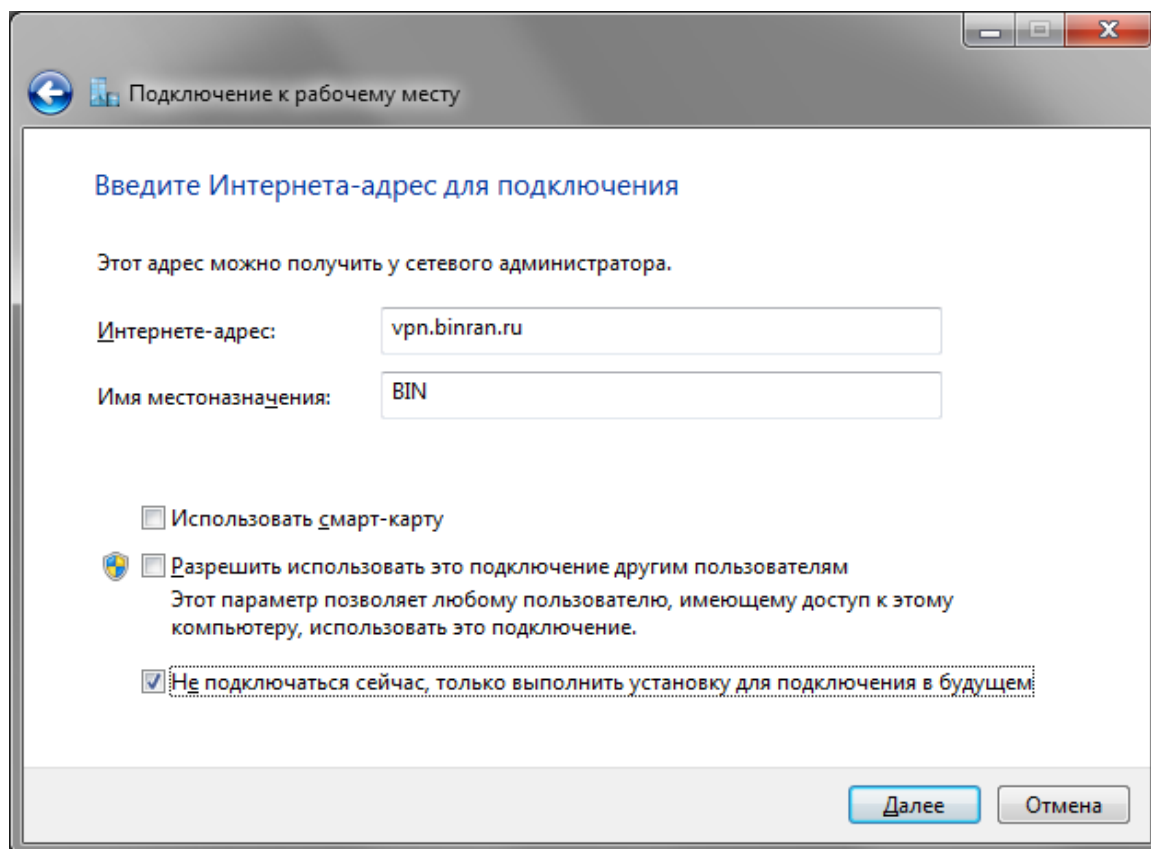 Подключение к рабочему месту
Введите Интернета-адрес для подключения
Этот адрес можно получить у сетевого администратора.
Интернете-адрес: vpn.binran.ru
Имя местоназначения: BIN
Использовать смарт-карту
Разрешить использовать это подключение другим пользователям
Этот параметр позволяет любому пользователю, имеющему доступ к этому
компьютеру, использовать это подключение.
Не подключаться сейчас, только выполнить установку для подключения в будущем
Далее Отмена